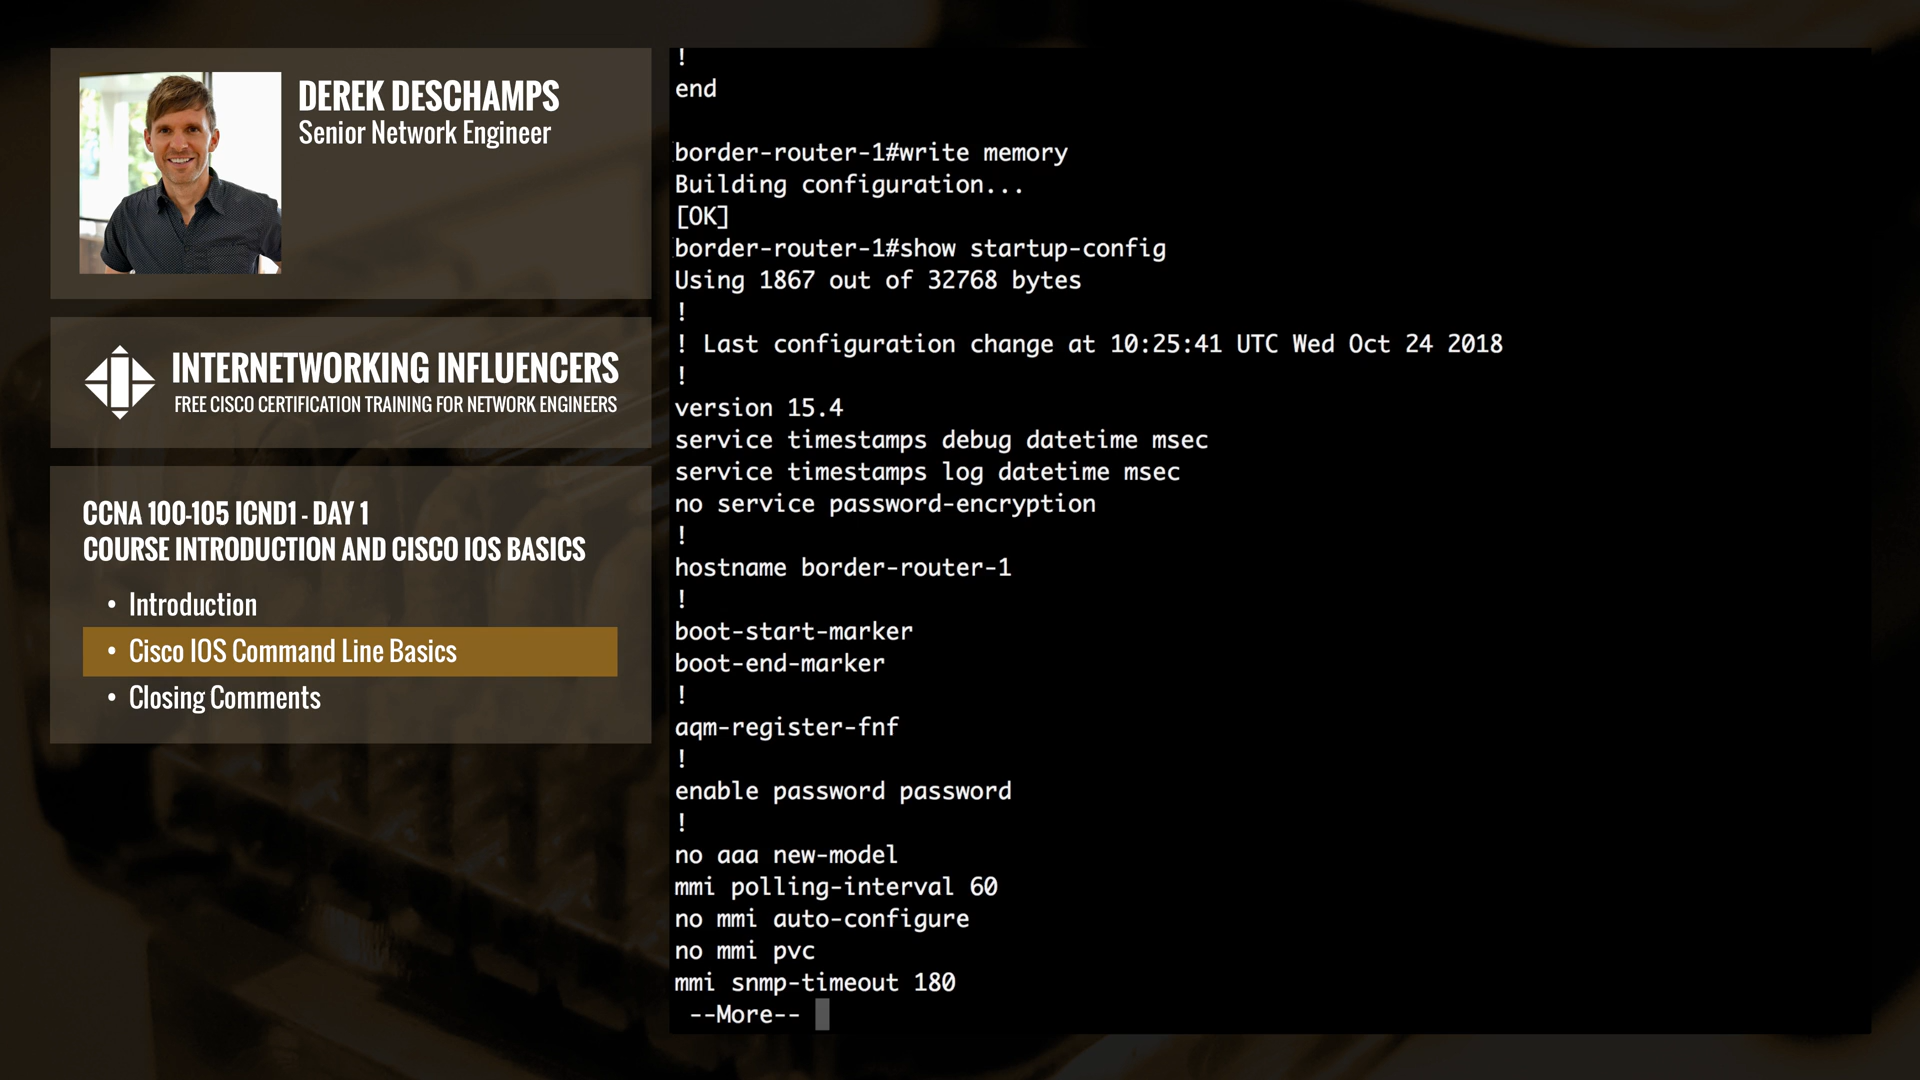 DEREK DESCHAMPS
Senior Network Engineer
INTERNETWORKING INFLUENCERS
FREE CISCO CERTIFICATION TRAINING FOR NETWORK ENGINEERS
CCNA 100-105 ICND1 - DAY 1
COURSE INTRODUCTION AND CISCO IOS BASICS
• Introduction
• Cisco IOS Command Line Basics
• Closing Comments
!
end
border-router-1#write memory
Building configuration...
[OK]
border-router-1#show startup-config
Using 1867 out of 32768 bytes
!
! Last configuration change at 10:25:41 UTC Wed Oct 24 2018
!
version 15.4
service timestamps debug datetime msec
service timestamps log datetime msec
no service password-encryption
!
hostname border-router-1
!
boot-start-marker
boot-end-marker
!
aqm-register-fnf
!
enable password password
!
no aaa new-model
mmi polling-interval 60
no mmi auto-configure
no mmi pvc
mmi snmp-timeout 180
--More--